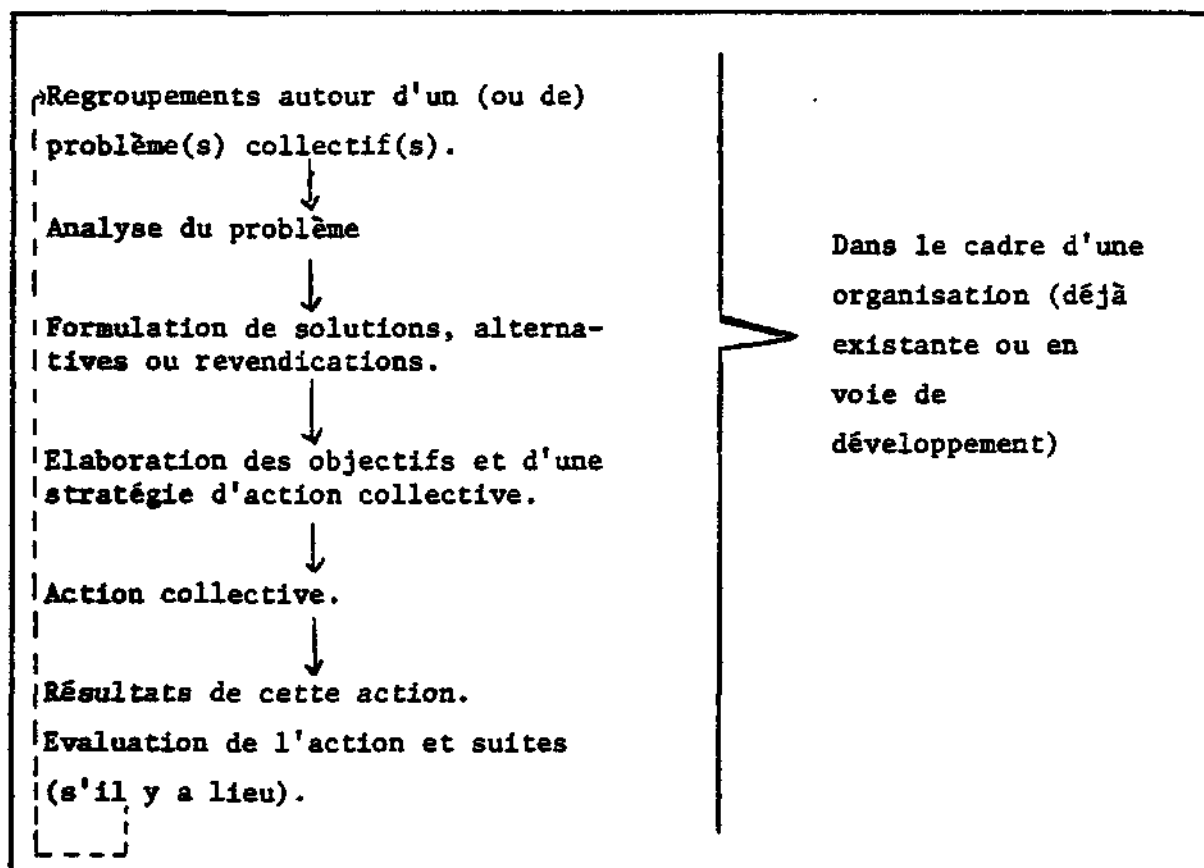 Regroupements autour d'un (ou de)
problème(s) collectif(s).
Analyse du problème
Formulation de solutions, alterna-
tives ou revendications.
Elaboration des objectifs et d'une
stratégie d'action collective.
Action collective.
Résultats de cette action.
Evaluation de l'action et suites
(s'il y a lieu).
Dans le cadre d'une
organisation (déjà
existante ou en
voie de
développement)